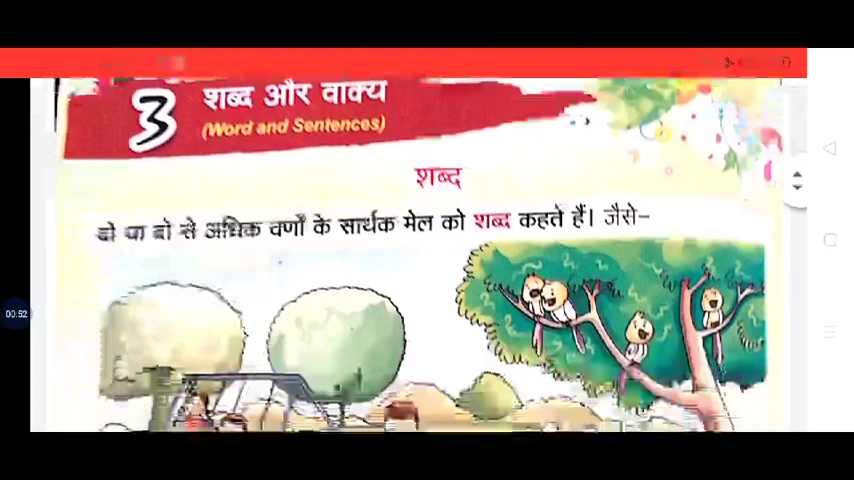 3
शब्द और वाक्य
(Word and Sentences)
शब्द
दो या दो से अधिक वर्णों के सार्थक मेल को शब्द कहते हैं। जैसे–
00:52